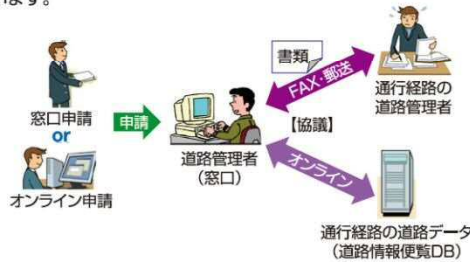 ます。
窓口申請
or
オンライン申請
申請
道路管理者
（窓口）
書類
FAX・郵送
【協議】
オンライン
通行経路の
道路管理者
通行経路の道路データ
（道路情報便覧DB）